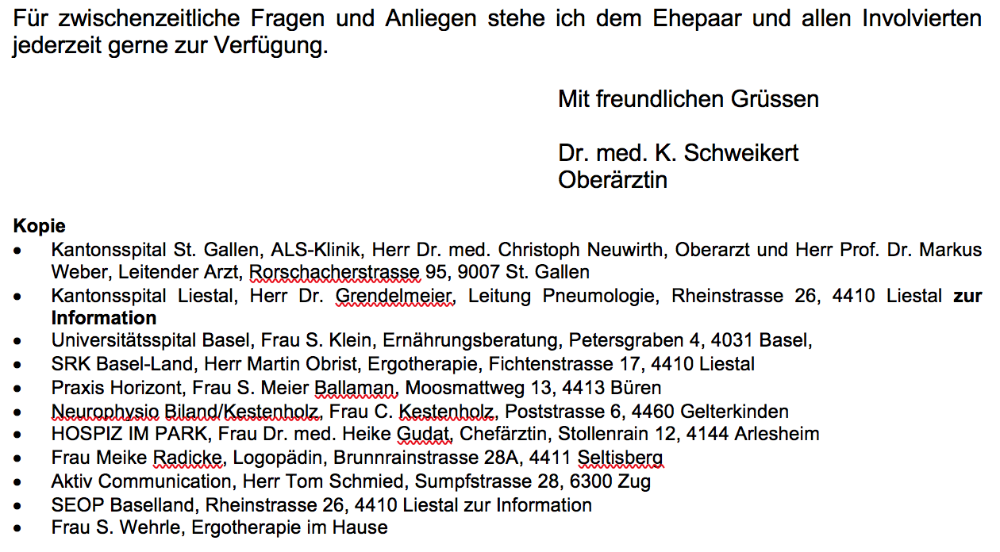 Für zwischenzeitliche Fragen und Anliegen stehe ich dem Ehepaar und allen Involvierten
jederzeit gerne zur Verfügung.
Mit freundlichen Grüssen
Dr. med. K. Schweikert
Oberärztin
Kopie
• Kantonsspital St. Gallen, ALS-Klinik, Herr Dr. med. Christoph Neuwirth, Oberarzt und Herr Prof. Dr. Markus
Weber, Leitender Arzt, Rorschacherstrasse 95, 9007 St. Gallen
• Kantonsspital Liestal, Herr Dr. Grendelmeier, Leitung Pneumologie, Rheinstrasse 26, 4410 Liestal zur
Information
• Universitätsspital Basel, Frau S. Klein, Ernährungsberatung, Petersgraben 4, 4031 Basel,
• SRK Basel-Land, Herr Martin Obrist, Ergotherapie, Fichtenstrasse 17, 4410 Liestal
• Praxis Horizont, Frau S. Meier Ballaman, Moosmattweg 13, 4413 Büren
• Neurophysio Biland/Kestenholz, Frau C. Kestenholz, Poststrasse 6, 4460 Gelterkinden
• HOSPIZ IM PARK, Frau Dr. med. Heike Gudat, Chefärztin, Stollenrain 12, 4144 Arlesheim
• Frau Meike Radicke, Logopädin, Brunnrainstrasse 28A, 4411 Seltisberg
• Aktiv Communication, Herr Tom Schmied, Sumpfstrasse 28, 6300 Zug
• SEOP Baselland, Rheinstrasse 26, 4410 Liestal zur Information
• Frau S. Wehrle, Ergotherapie im Hause